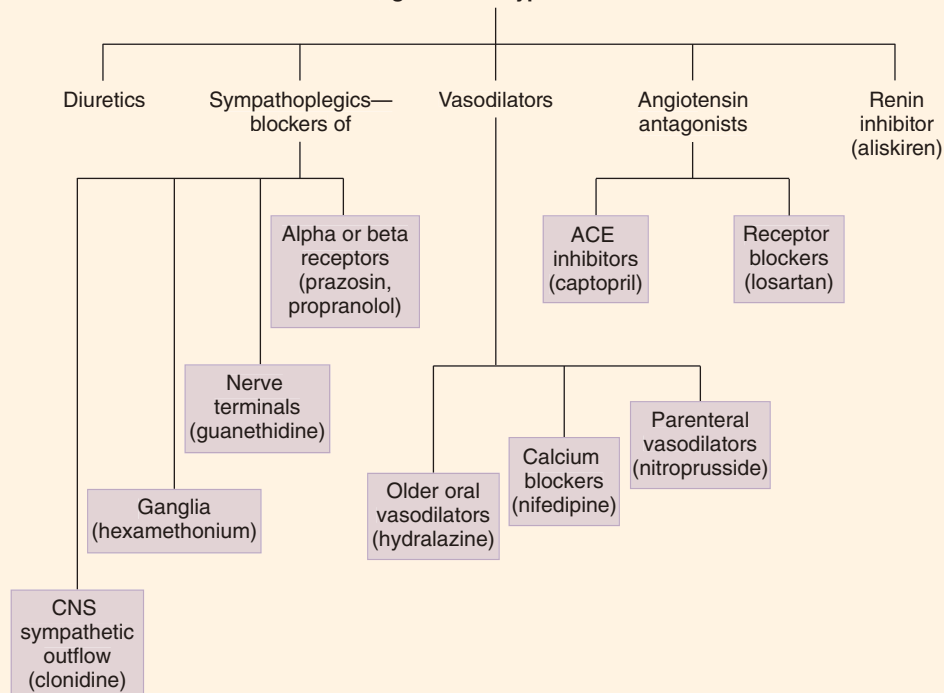 Diuretics
Sympathoplegics—
blockers of
Vasodilators
Angiotensin
antagonists
Renin
inhibitor
(aliskiren)
Alpha or beta
receptors
(prazosin,
propranolol)
ACE
inhibitors
(captopril)
Receptor
blockers
(losartan)
Nerve
terminals
(guanethidine)
Ganglia
(hexamethonium)
CNS
sympathetic
outflow
(clonidine)
Older oral
vasodilators
(hydralazine)
Calcium
blockers
(nifedipine)
Parenteral
vasodilators
(nitroprusside)